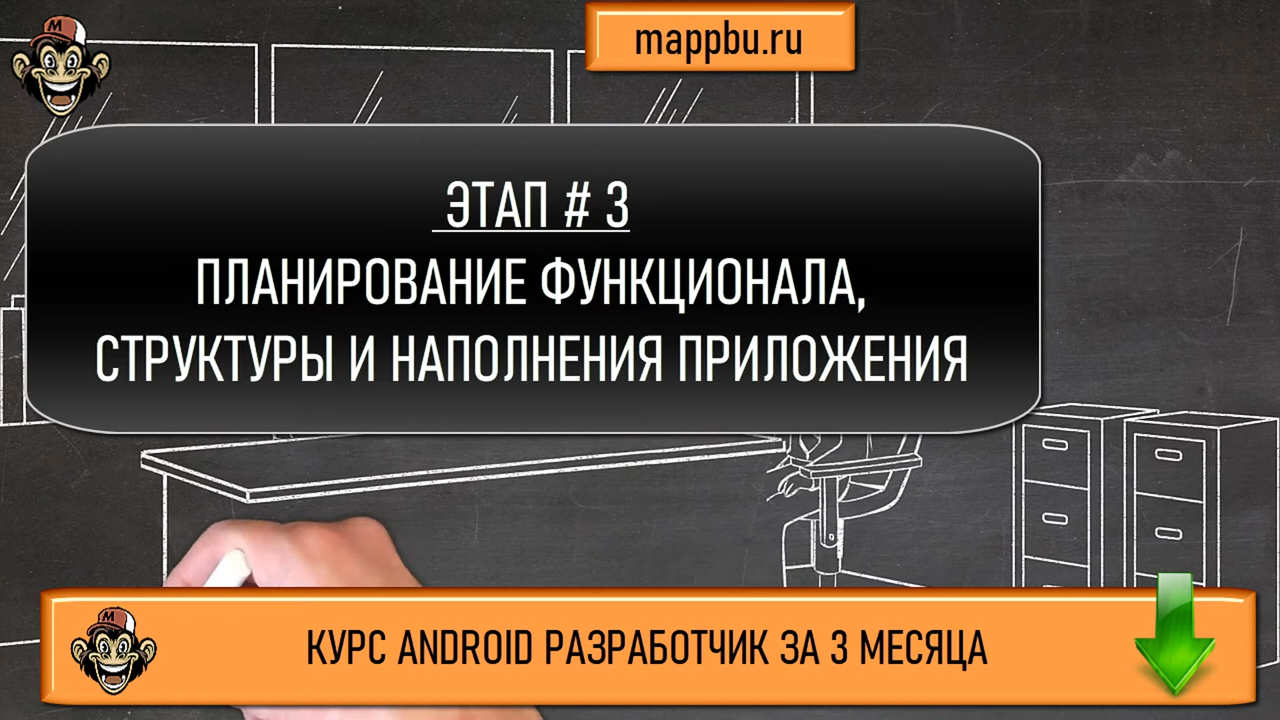 mappbu.ru
ЭТАП # 3
ПЛАНИРОВАНИЕ ФУНКЦИОНАЛА,
СТРУКТУРЫ И НАПОЛНЕНИЯ ПРИЛОЖЕНИЯ
M
M
КУРС ANDROID РАЗРАБОТЧИК ЗА 3 МЕСЯЦА